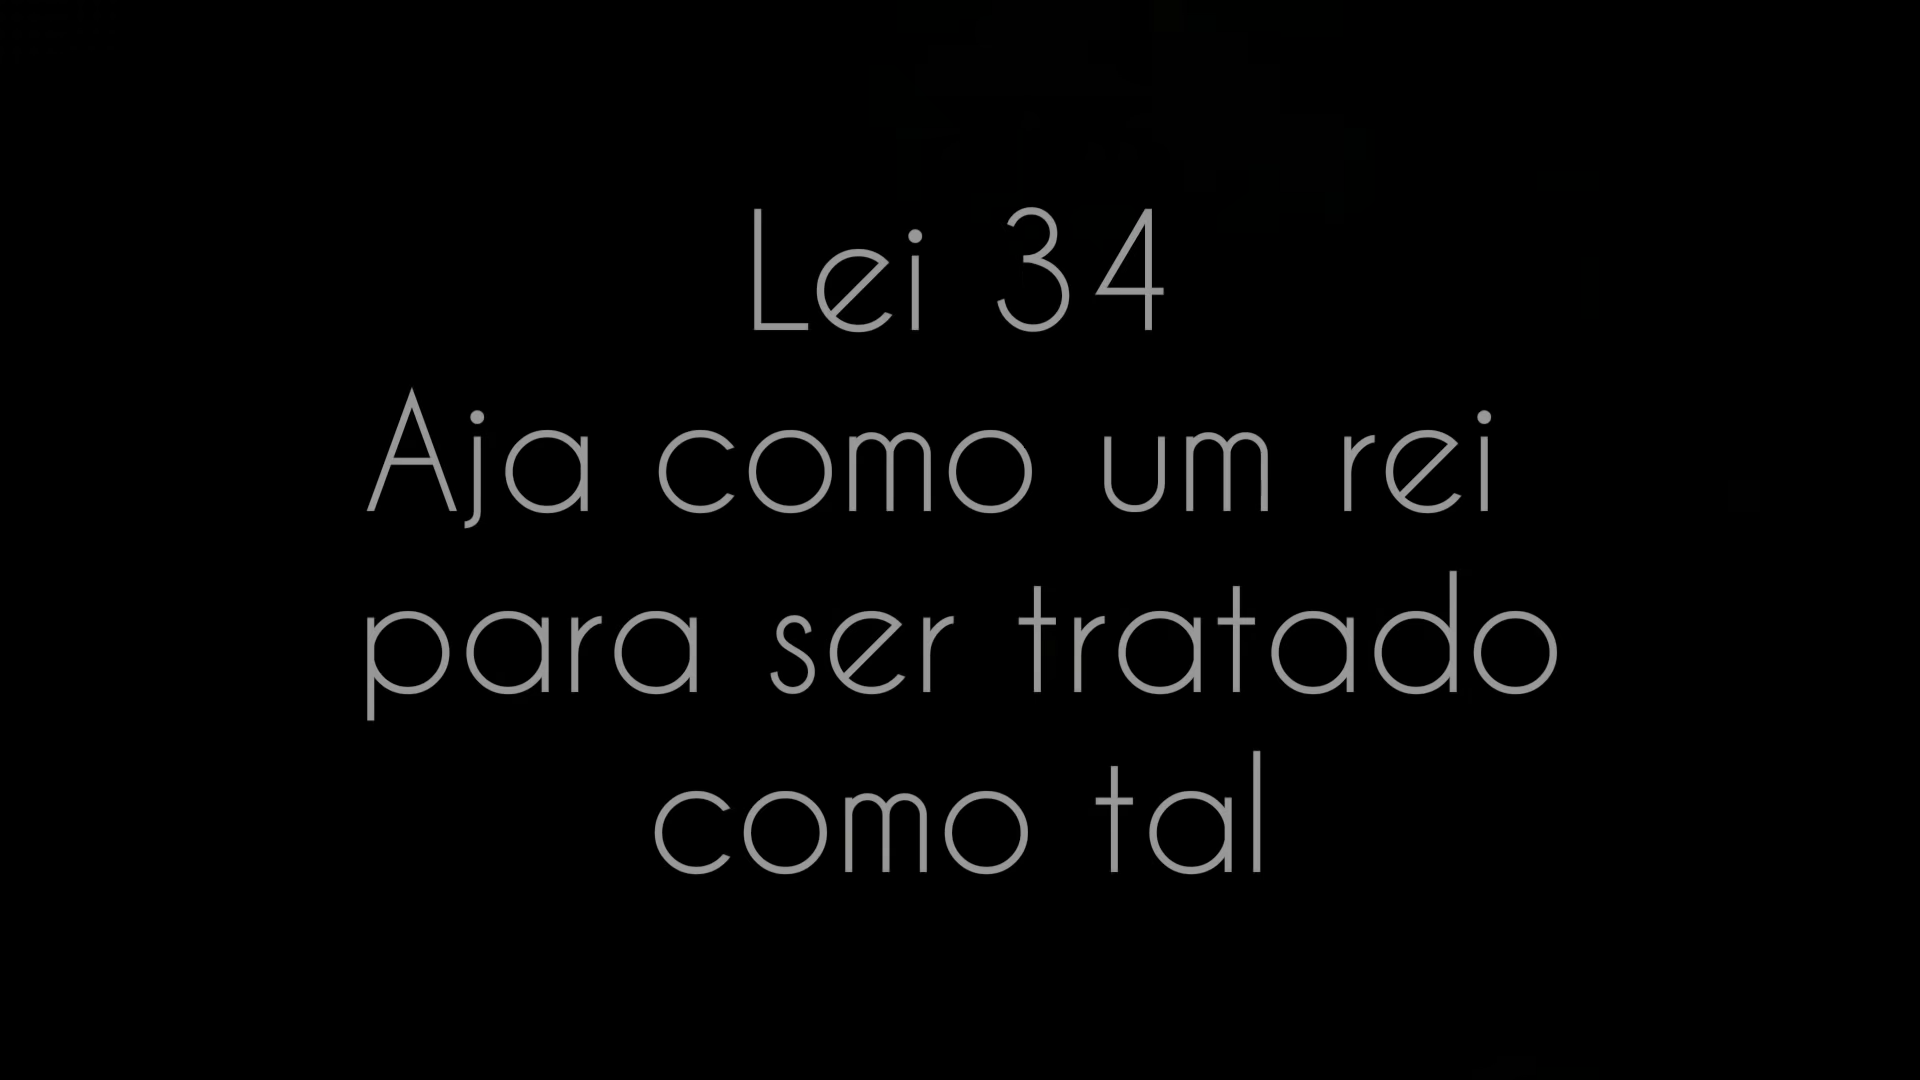 Lei 34
Aja como um rei
para ser tratado
como tal